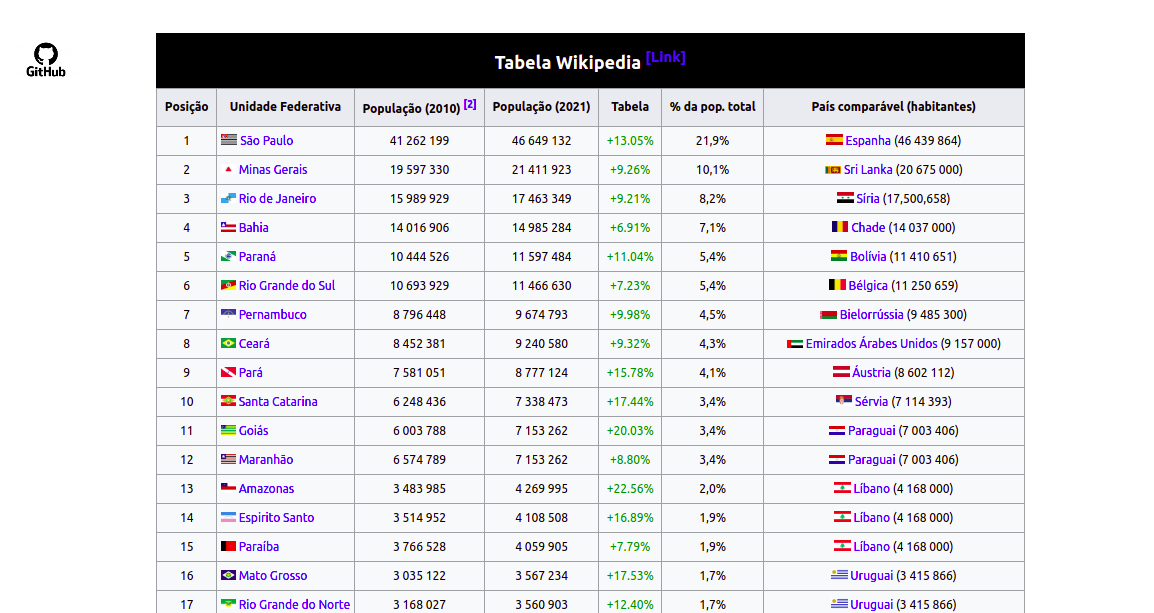 GitHub
Tabela Wikipedia [Link]
Posição Unidade Federativa População (2010) [2] População (2021) Tabela % da pop. total País comparável (habitantes)
1 São Paulo 41 262 199 46 649 132 +13.05% 21,9% Espanha (46 439 864)
2 Minas Gerais 19 597 330 21 411 923 +9.26% 10,1% Sri Lanka (20 675 000)
3 Rio de Janeiro 15 989 929 17 463 349 +9.21% 8,2% Síria (17,500,658)
4 Bahia 14 016 906 14 985 284 +6.91% 7,1% Chade (14 037 000)
5 Paraná 10 444 526 11 597 484 +11.04% 5,4% Bolívia (11 410 651)
6 Rio Grande do Sul 10 693 929 11 466 630 +7.23% 5,4% Bélgica (11 250 659)
7 Pernambuco 8 796 448 9 674 793 +9.98% 4,5% Bielorrússia (9 485 300)
8 Ceará 8 452 381 9 240 580 +9.32% 4,3% Emirados Árabes Unidos (9 157 000)
9 Pará 7 581 051 8 777 124 +15.78% 4,1% Áustria (8 602 112)
10 Santa Catarina 6 248 436 7 338 473 +17.44% 3,4% Sérvia (7 114 393)
11 Goiás 6 003 788 7 153 262 +20.03% 3,4% Paraguai (7 003 406)
12 Maranhão 6 574 789 7 153 262 +8.80% 3,4% Paraguai (7 003 406)
13 Amazonas 3 483 985 4 269 995 +22.56% 2,0% Líbano (4 168 000)
14 Espirito Santo 3 514 952 4 108 508 +16.89% 1,9% Líbano (4 168 000)
15 Paraíba 3 766 528 4 059 905 +7.79% 1,9% Líbano (4 168 000)
16 Mato Grosso 3 035 122 3 567 234 +17.53% 1,7% Uruguai (3 415 866)
17 Rio Grande do Norte 3 168 027 3 560 903 +12.40% 1,7% Uruguai (3 415 866)